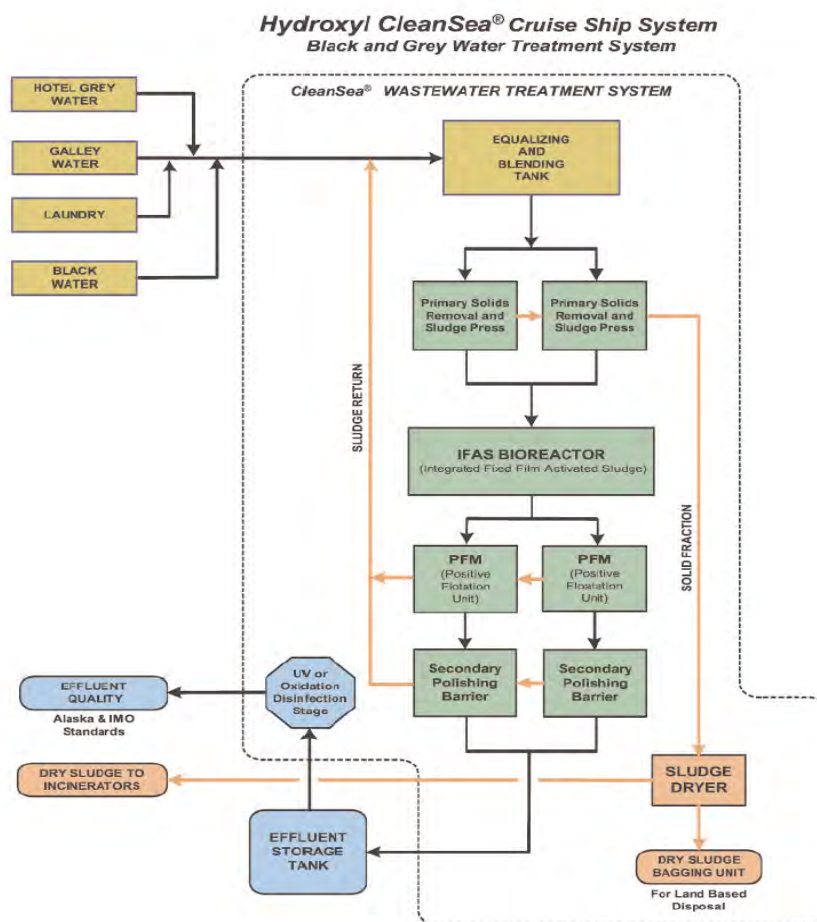 Hydroxyl CleanSea® Cruise Ship System
Black and Grey Water Treatment System
CleanSea® WASTEWATER TREATMENT SYSTEM
HOTEL GREY
WATER
GALLEY
WATER
LAUNDRY
BLACK
WATER
EQUALIZING
AND
BLENDING
TANK
Primary Solids
Removal and
Sludge Press
Primary Solids
Removal and
Sludge Press
SLUDGE RETURN
IFAS BIOREACTOR
(Integrated Fixed Film Activated Sludge)
SOLID FRACTION
PFM
(Positive
Flotation
Unit)
PFM
(Positive
Floatation
Unit)
Secondary
Polishing
Barrier
Secondary
Polishing
Barrier
UV or
Oxidation
Disinfection
Stage
EFFLUENT
QUALITY
Alaska & IMO
Standards
DRY SLUDGE TO
INCINERATORS
SLUDGE
DRYER
EFFLUENT
STORAGE
TANK
DRY SLUDGE
BAGGING UNIT
For Land Based
Disposal